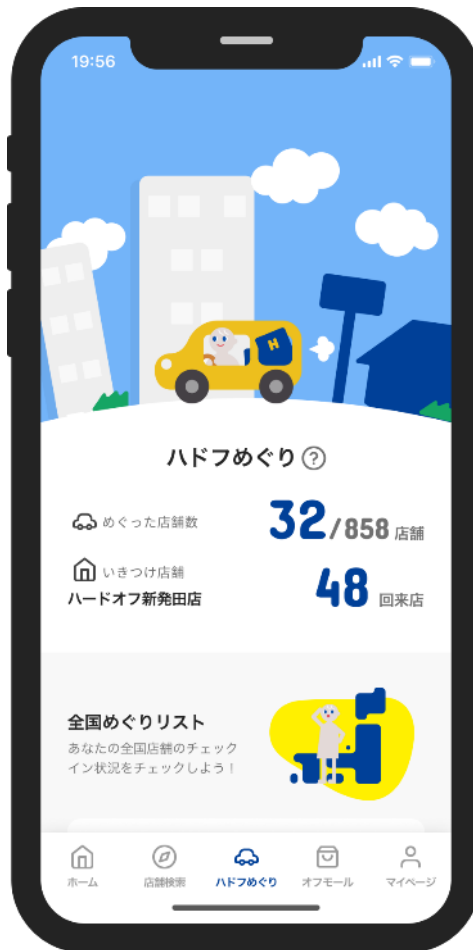 19:56
H
ハドフめぐり ?
めぐった店舗数 32/858 店舗
いきつけ店舗
ハードオフ新発田店 48 回来店
全国めぐりリスト
あなたの全国店舗のチェック
イン状況をチェックしよう！
ホーム 店舗検索 ハドフめぐり オフモール マイページ